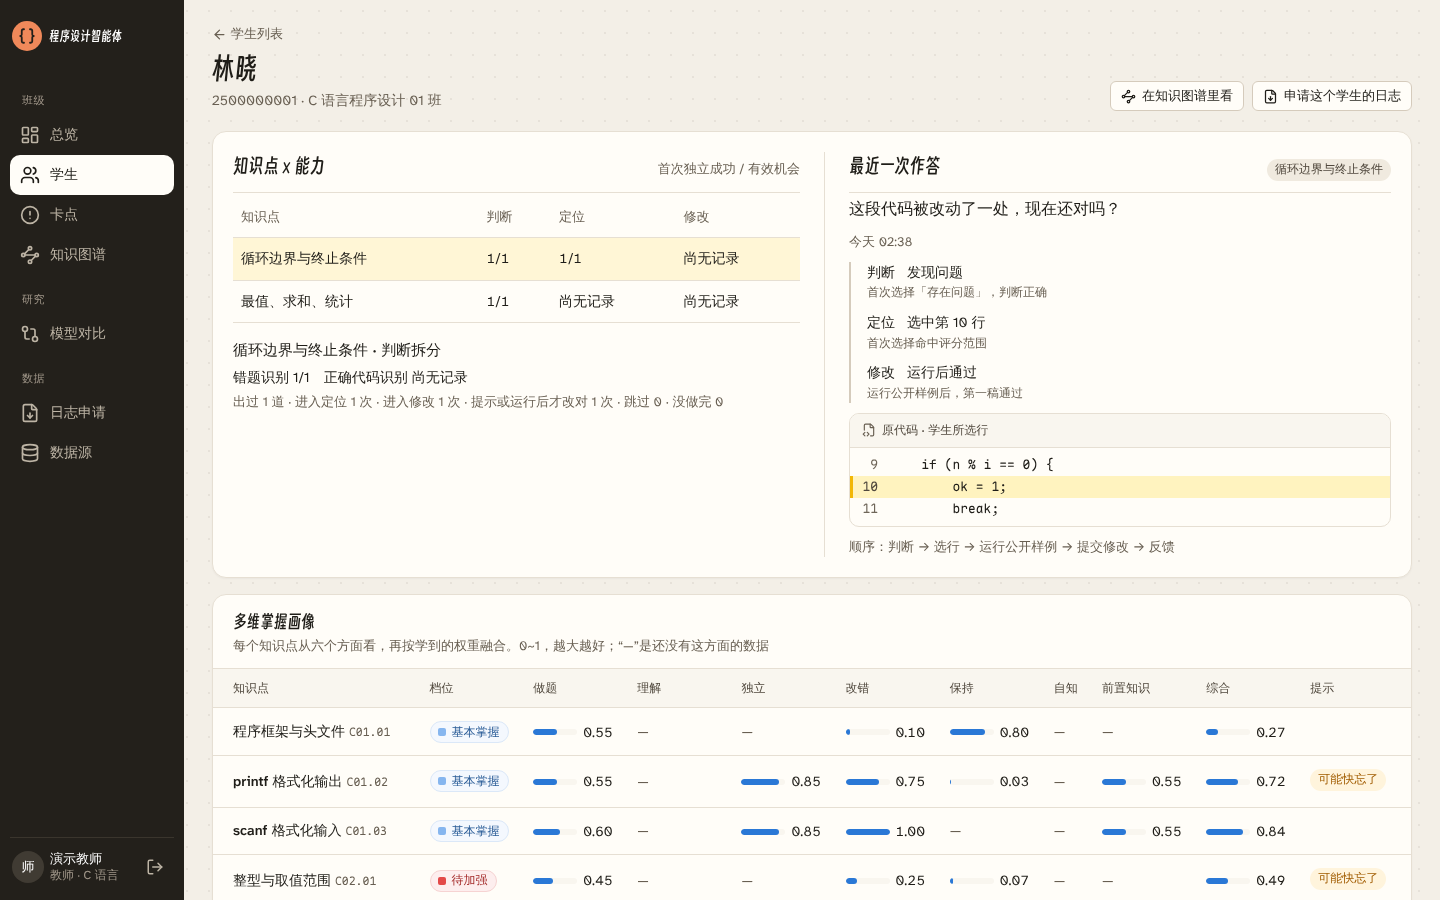 {} 程序设计智能体
班级
总览
学生
卡点
知识图谱
研究
模型对比
数据
日志申请
数据源
师
演示教师
教师 · C 语言
← 学生列表
林晓
2500000001 · C 语言程序设计 01 班
在知识图谱里看
申请这个学生的日志
知识点 x 能力
首次独立成功 / 有效机会
知识点 判断 定位 修改
循环边界与终止条件 1/1 1/1 尚无记录
最值、求和、统计 1/1 尚无记录 尚无记录
循环边界与终止条件 · 判断拆分
错题识别 1/1 正确代码识别 尚无记录
出过 1 道 · 进入定位 1 次 · 进入修改 1 次 · 提示或运行后才改对 1 次 · 跳过 0 · 没做完 0
最近一次作答
循环边界与终止条件
这段代码被改动了一处，现在还对吗？
今天 02:38
判断 发现问题
首次选择「存在问题」，判断正确
定位 选中第 10 行
首次选择命中评分范围
修改 运行后通过
运行公开样例后，第一稿通过
原代码 · 学生所选行
9 if (n % i == 0) {
10 ok = 1;
11 break;
顺序：判断 → 选行 → 运行公开样例 → 提交修改 → 反馈
多维掌握画像
每个知识点从六个方面看，再按学到的权重融合。0~1，越大越好；“—”是还没有这方面的数据
知识点 档位 做题 理解 独立 改错 保持 自知 前置知识 综合 提示
程序框架与头文件 C01.01 基本掌握 0.55 — — 0.10 0.80 — — 0.27
printf 格式化输出 C01.02 基本掌握 0.55 — 0.85 0.75 0.03 — 0.55 0.72 可能快忘了
scanf 格式化输入 C01.03 基本掌握 0.60 — 0.85 1.00 — — 0.55 0.84
整型与取值范围 C02.01 待加强 0.45 — — 0.25 0.07 — — 0.49 可能快忘了